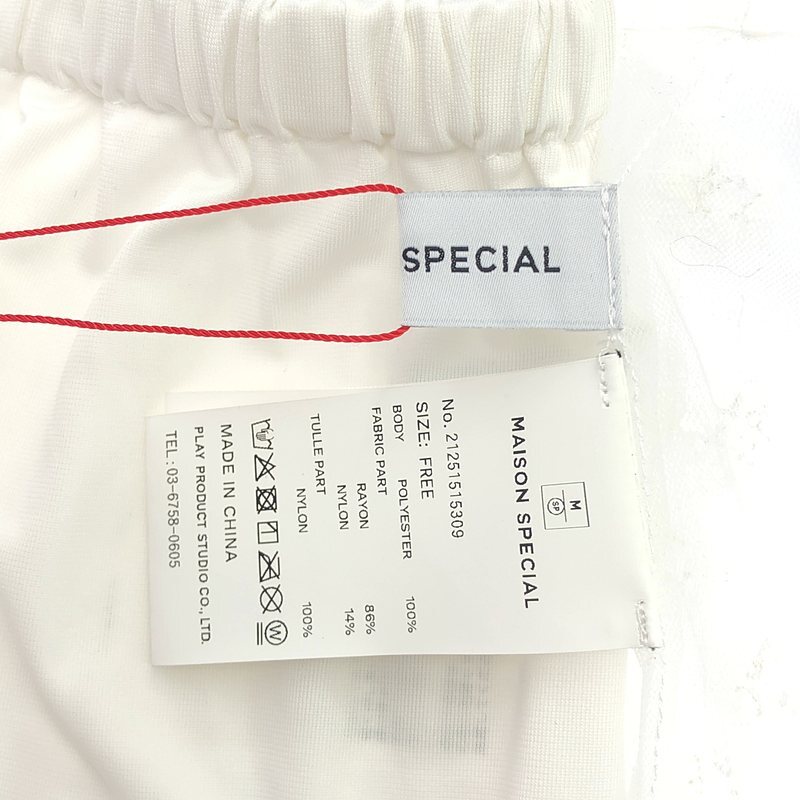 SPECIAL
M
SP
MAISON SPECIAL
No. 21251515309
SIZE: FREE
BODY POLYESTER 100%
FABRIC PART
RAYON 86%
NYLON 14%
TULLE PART
NYLON 100%
W
MADE IN CHINA
PLAY PRODUCT STUDIO CO., LTD.
TEL : 03-6758-0605